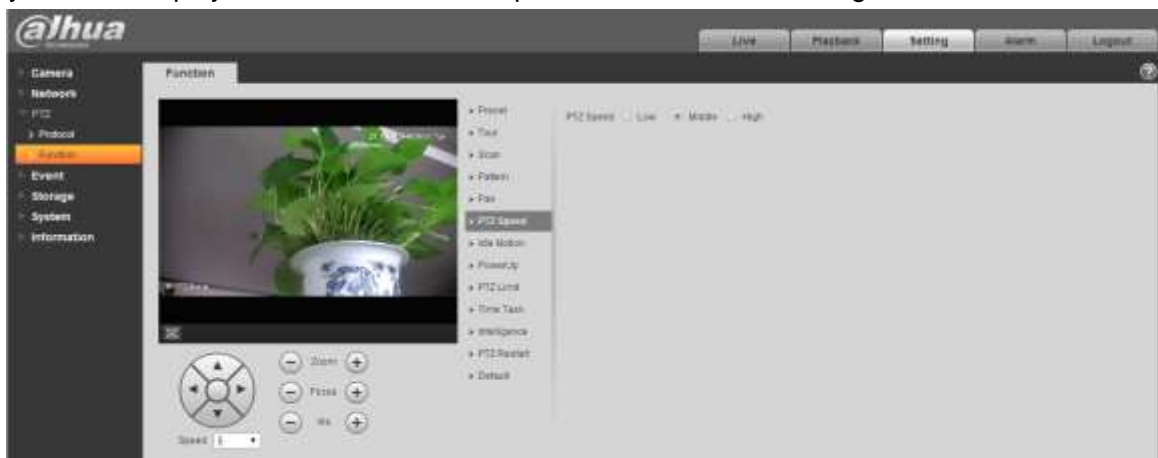 alhua
Live Playback Setting Alarm Logout
Camera
Network
PTZ
Protocol
Function
Event
Storage
System
Information
Function
Preset
Tour
Scan
Pattern
Pan
PTZ Speed
Idle Motion
PowerUp
PTZ Limit
Time Task
Intelligence
PTZ Restart
Default
PTZ Speed Low Middle High
Zoom
Focus
Iris
Speed